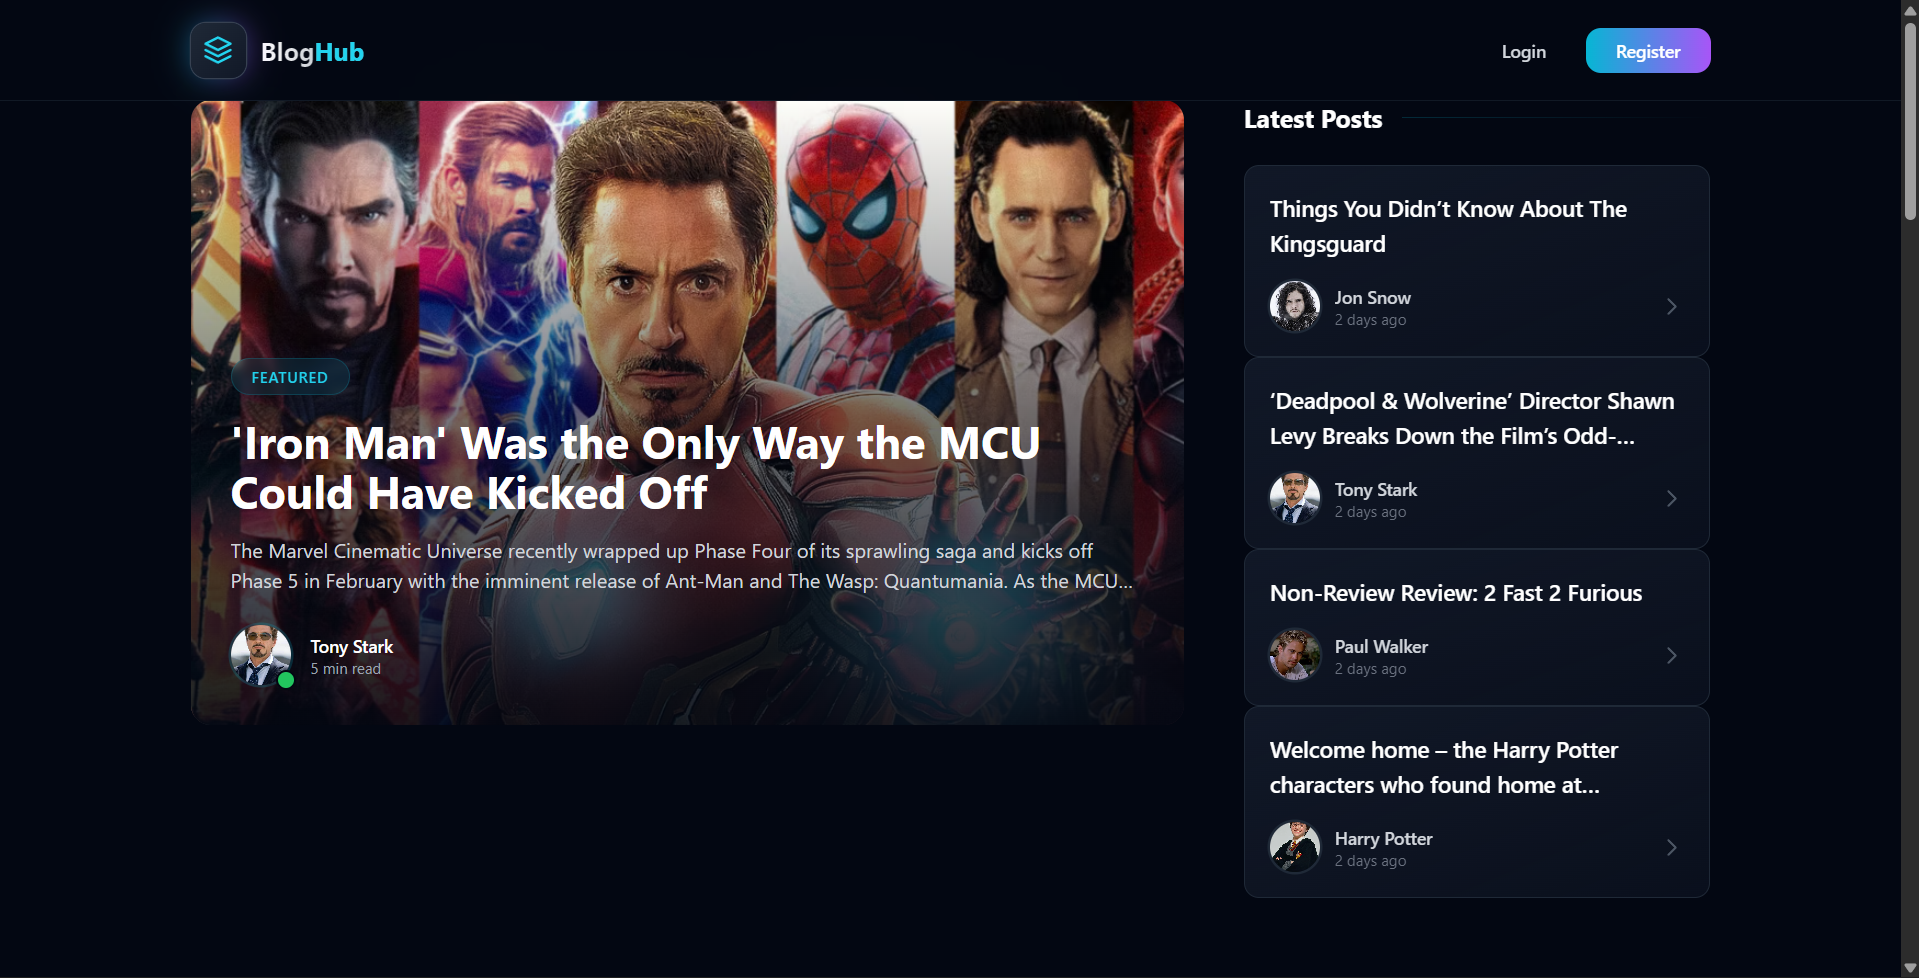 BlogHub
Login
Register
FEATURED
'Iron Man' Was the Only Way the MCU
Could Have Kicked Off
The Marvel Cinematic Universe recently wrapped up Phase Four of its sprawling saga and kicks off
Phase 5 in February with the imminent release of Ant-Man and The Wasp: Quantumania. As the MCU...
Tony Stark
5 min read
Latest Posts
Things You Didn’t Know About The
Kingsguard
Jon Snow
2 days ago
‘Deadpool & Wolverine’ Director Shawn
Levy Breaks Down the Film’s Odd-...
Tony Stark
2 days ago
Non-Review Review: 2 Fast 2 Furious
Paul Walker
2 days ago
Welcome home – the Harry Potter
characters who found home at...
Harry Potter
2 days ago